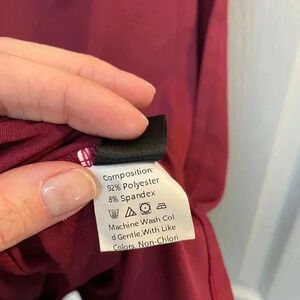 Composition:
92% Polyester
8% Spandex
Machine Wash Col
d Gentle,With Like
Colors, Non-Chlori